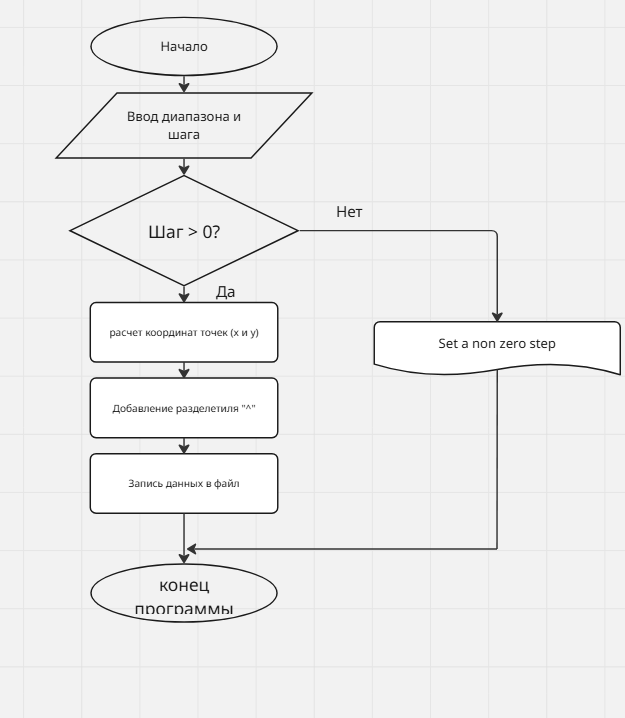 Начало
Ввод диапазона и
шага
Шаг > 0?
Нет
Да
расчет координат точек (x и y)
Set a non zero step
Добавление разделетиля "^"
Запись данных в файл
конец
программы